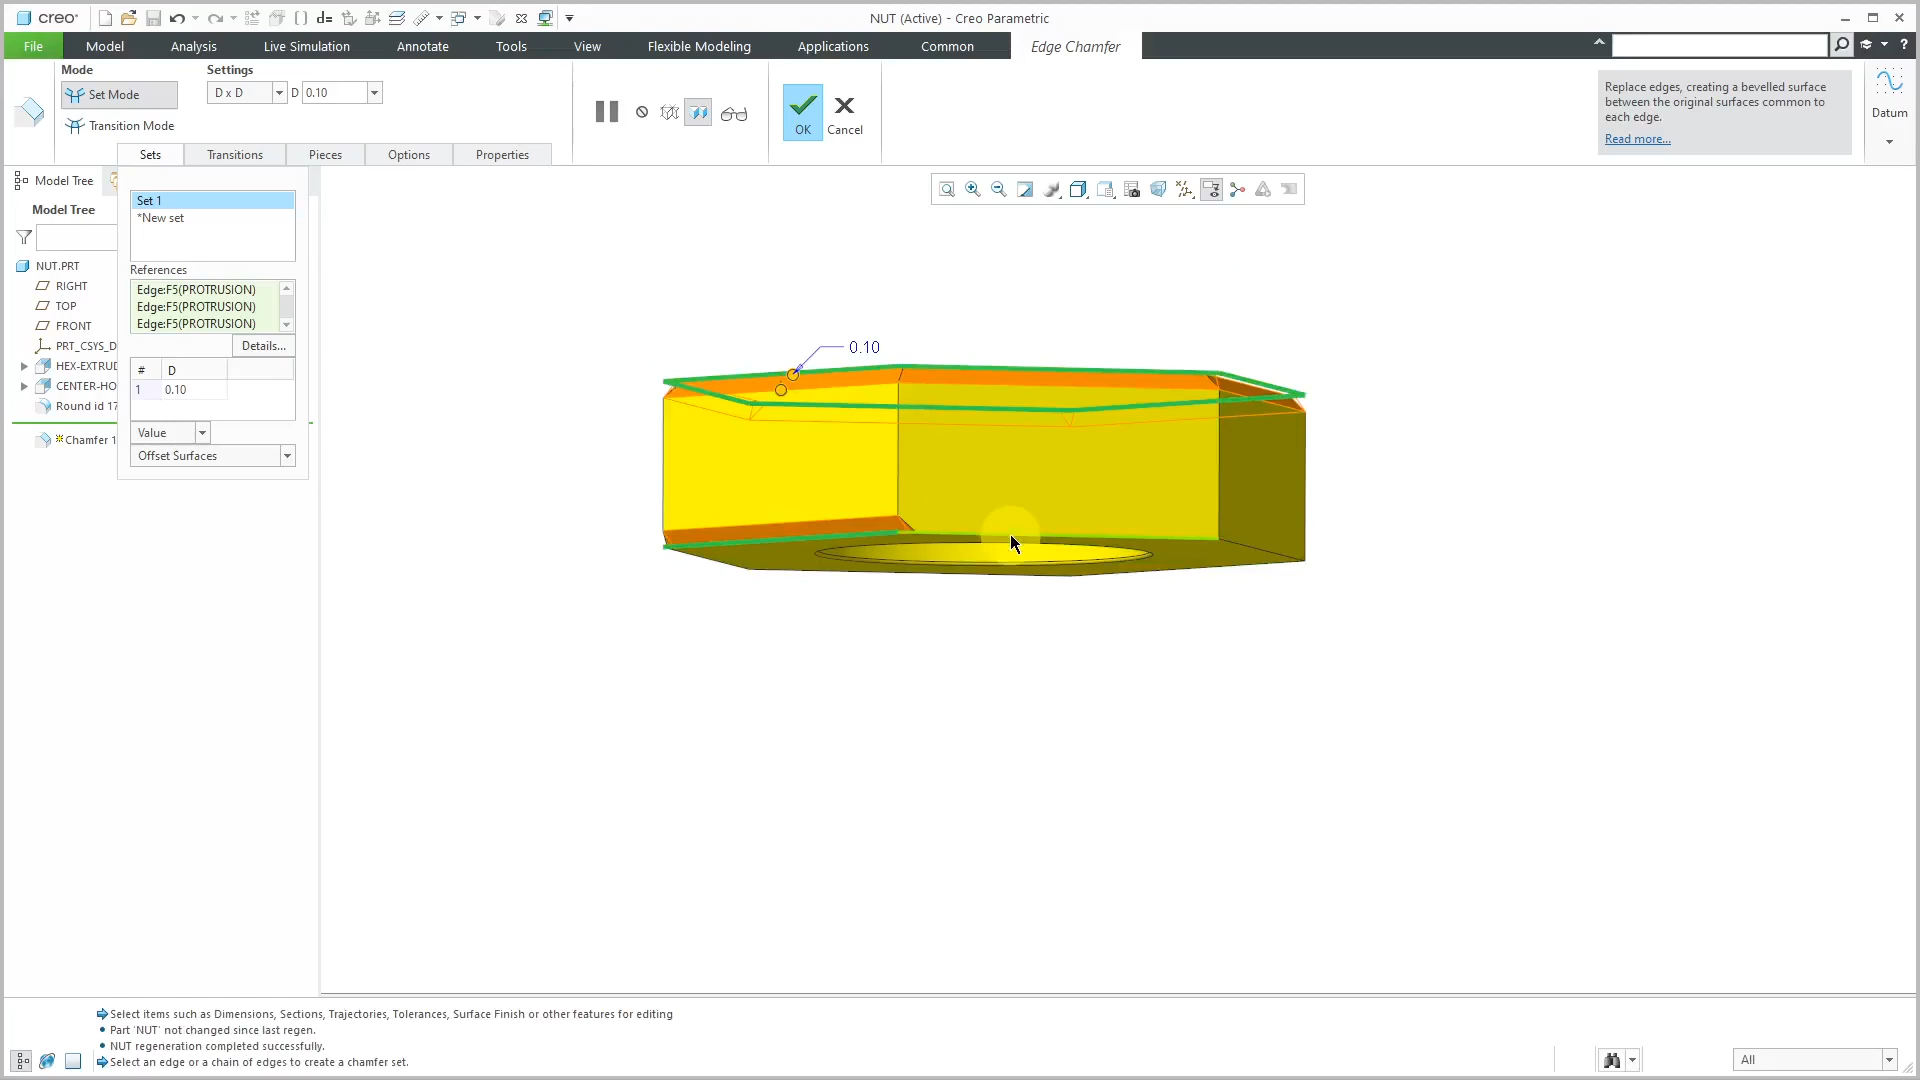 creo
NUT (Active) - Creo Parametric
File
Model
Analysis
Live Simulation
Annotate
Tools
View
Flexible Modeling
Applications
Common
Edge Chamfer
Mode
Set Mode
Transition Mode
Settings
D x D
D
0.10
OK
Cancel
Replace edges, creating a bevelled surface
between the original surfaces common to
each edge.
Read more...
Datum
Sets
Transitions
Pieces
Options
Properties
Model Tree
Model Tree
NUT.PRT
RIGHT
TOP
FRONT
PRT_CSYS_D
HEX-EXTRUD
CENTER-HO
Round id 17
Chamfer 1
Set 1
*New set
References
Edge:F5(PROTRUSION)
Edge:F5(PROTRUSION)
Edge:F5(PROTRUSION)
Details...
# D
1 0.10
Value
Offset Surfaces
0.10
Select items such as Dimensions, Sections, Trajectories, Tolerances, Surface Finish or other features for editing
• Part 'NUT' not changed since last regen.
• NUT regeneration completed successfully.
Select an edge or a chain of edges to create a chamfer set.
All